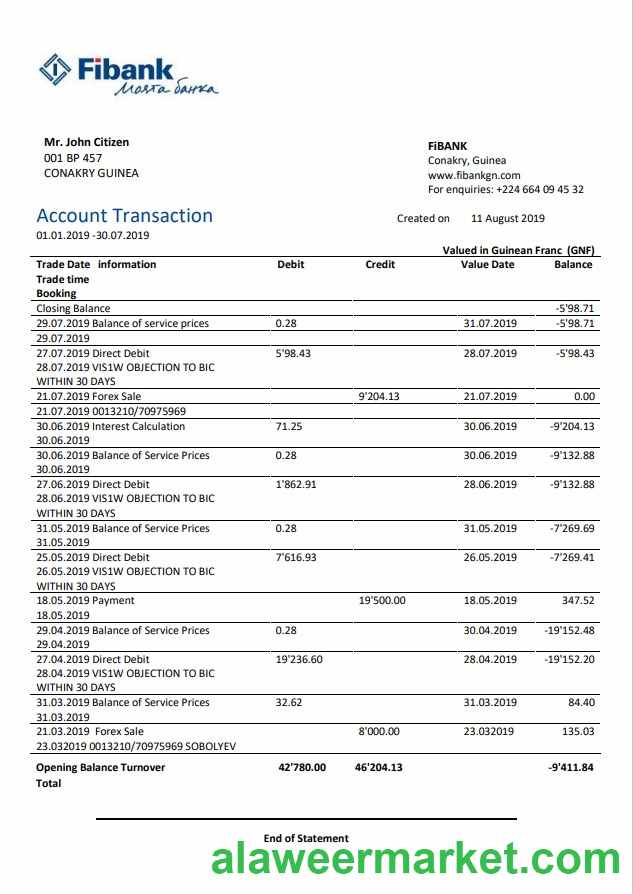 Fibank
Моята банка
Mr. John Citizen
001 BP 457
CONAKRY GUINEA
FiBANK
Conakry, Guinea
www.fibankgn.com
For enquiries: +224 664 09 45 32
Account Transaction
Created on 11 August 2019
01.01.2019 -30.07.2019
Valued in Guinean Franc (GNF)
Trade Date information Debit Credit Value Date Balance
Trade time
Booking
Closing Balance -5'98.71
29.07.2019 Balance of service prices 0.28 31.07.2019 -5'98.71
29.07.2019
27.07.2019 Direct Debit 5'98.43 28.07.2019 -5'98.43
28.07.2019 VIS1W OBJECTION TO BIC
WITHIN 30 DAYS
21.07.2019 Forex Sale 9'204.13 21.07.2019 0.00
21.07.2019 0013210/70975969
30.06.2019 Interest Calculation 71.25 30.06.2019 -9'204.13
30.06.2019
30.06.2019 Balance of Service Prices 0.28 30.06.2019 -9'132.88
30.06.2019
27.06.2019 Direct Debit 1'862.91 28.06.2019 -9'132.88
28.06.2019 VIS1W OBJECTION TO BIC
WITHIN 30 DAYS
31.05.2019 Balance of Service Prices 0.28 31.05.2019 -7'269.69
31.05.2019
25.05.2019 Direct Debit 7'616.93 26.05.2019 -7'269.41
26.05.2019 VIS1W OBJECTION TO BIC
WITHIN 30 DAYS
18.05.2019 Payment 19'500.00 18.05.2019 347.52
18.05.2019
29.04.2019 Balance of Service Prices 0.28 30.04.2019 -19'152.48
29.04.2019
27.04.2019 Direct Debit 19'236.60 28.04.2019 -19'152.20
28.04.2019 VIS1W OBJECTION TO BIC
WITHIN 30 DAYS
31.03.2019 Balance of Service Prices 32.62 31.03.2019 84.40
31.03.2019
21.03.2019 Forex Sale 8'000.00 23.032019 135.03
23.032019 0013210/70975969 SOBOLYEV
Opening Balance Turnover 42'780.00 46'204.13 -9'411.84
Total
End of Statement
alaweermarket.com